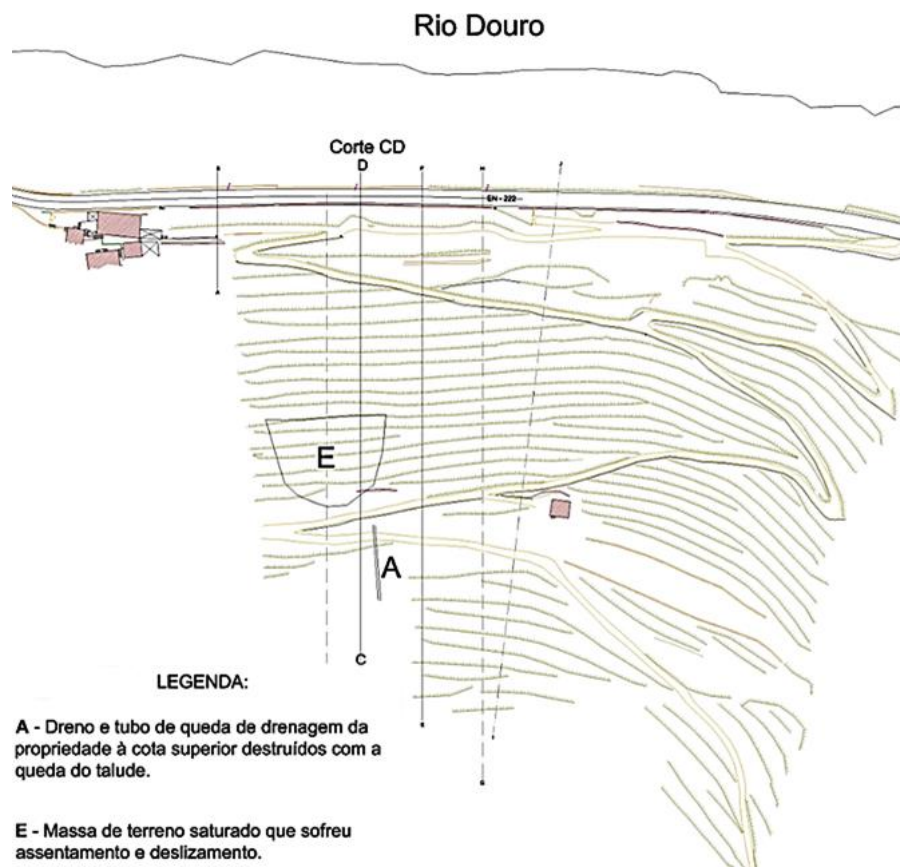 Rio Douro
Corte CD
D
EN - 222
E
A
C
LEGENDA:
A - Dreno e tubo de queda de drenagem da
propriedade à cota superior destruídos com a
queda do talude.
E - Massa de terreno saturado que sofreu
assentamento e deslizamento.